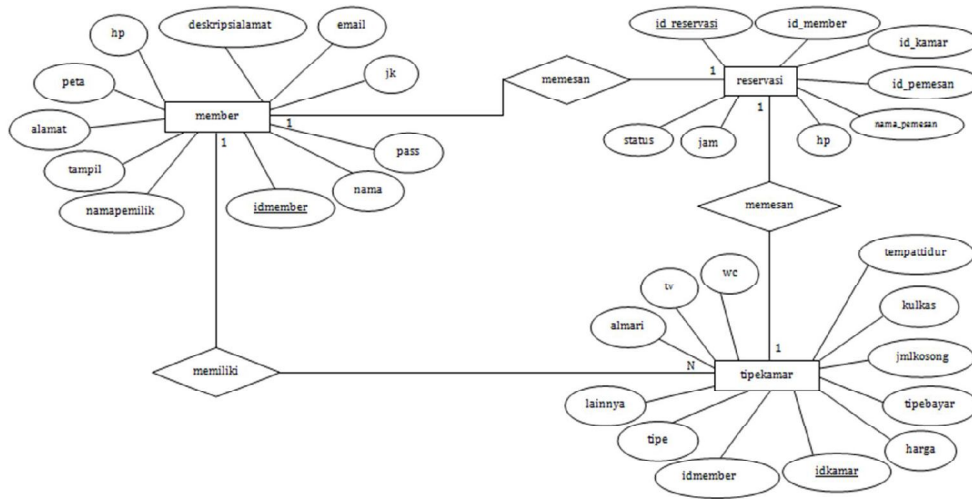 deskripsialamat
email
hp
jk
peta
member
alamat
1
1
pass
tampil
nama
namapemilik
idmember
id_reservasi
id_member
id_kamar
memesan
1
reservasi
id_pemesan
1
nama_pemesan
status
jam
hp
memesan
tempattidur
wc
tv
kulkas
almari
1
jmlkosong
memiliki
N
tipekamar
lainnya
tipebayar
tipe
harga
idmember
idkamar